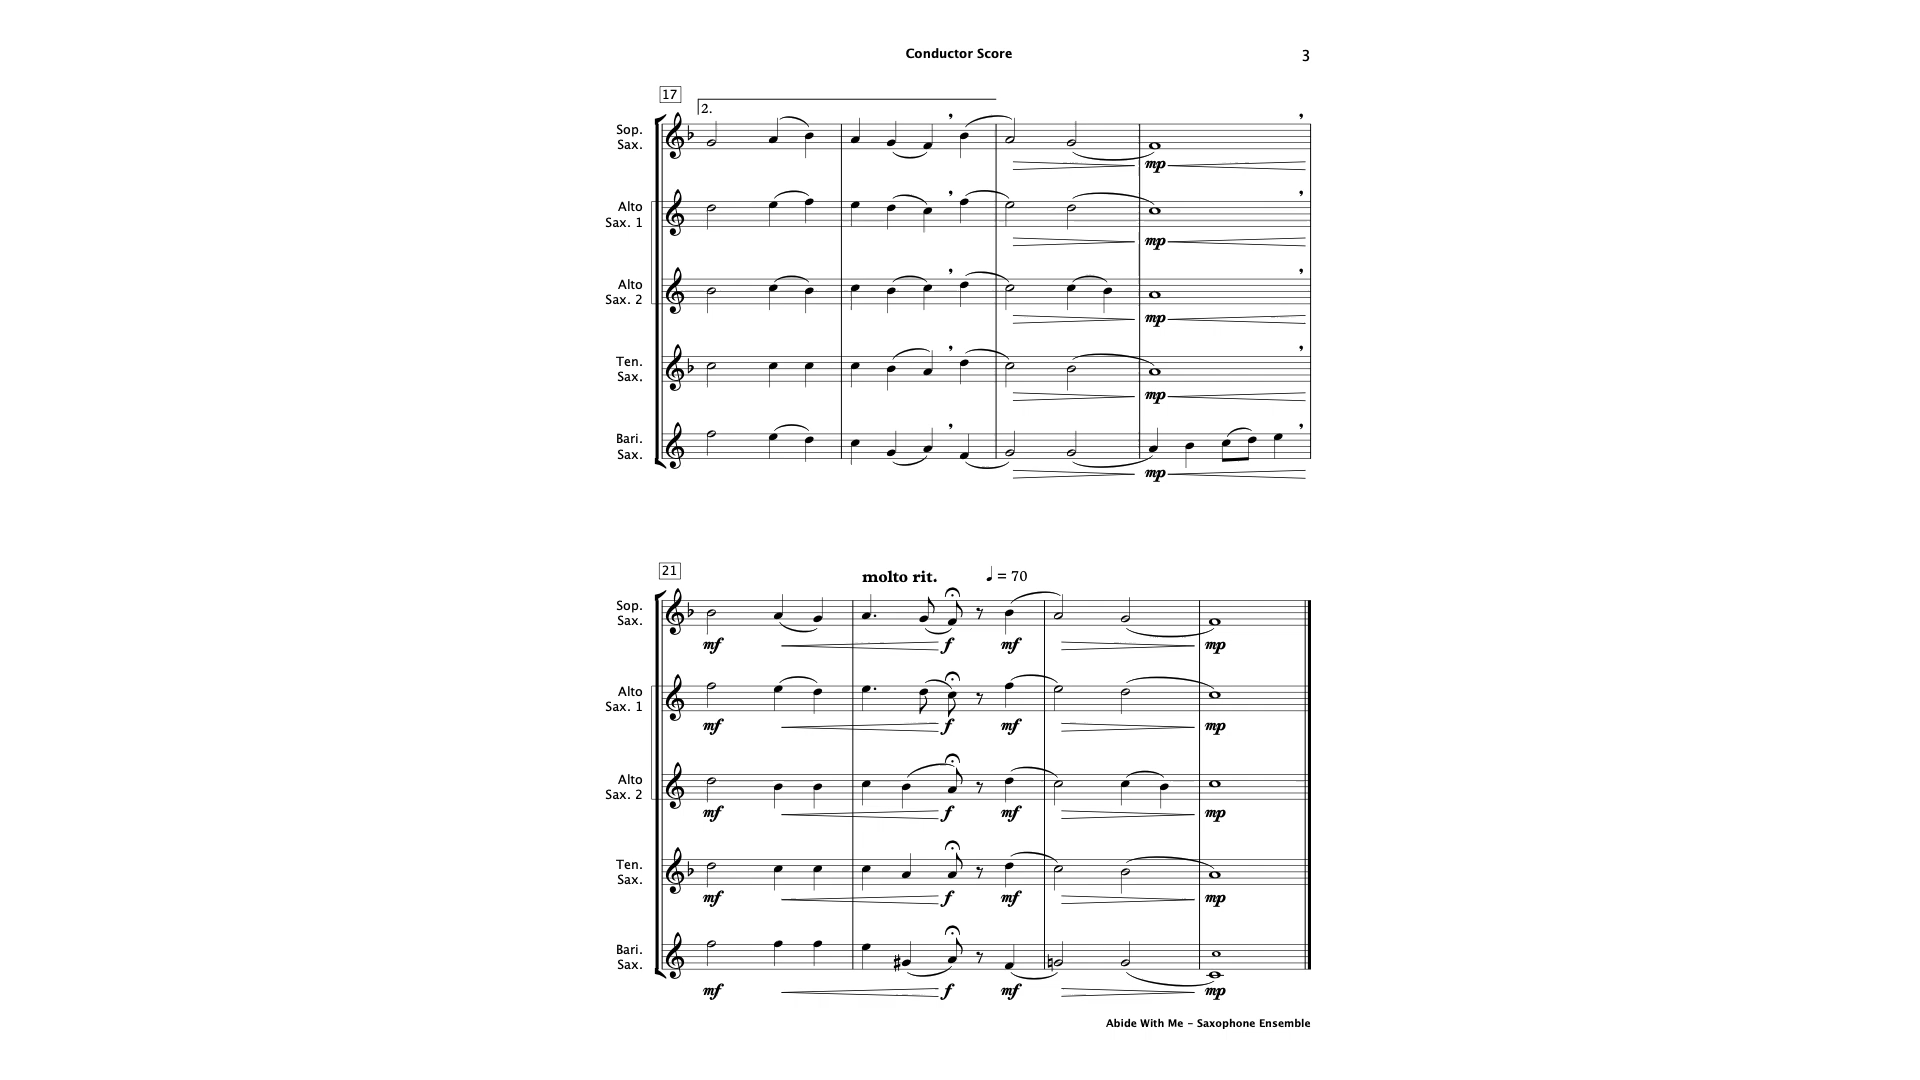 Conductor Score
3
17
2.
Sop.
Sax.
mp
Alto
Sax. 1
mp
Alto
Sax. 2
mp
Ten.
Sax.
mp
Bari.
Sax.
mp
21
molto rit.
= 70
Sop.
Sax.
mf f mf mp
Alto
Sax. 1
mf f mf mp
Alto
Sax. 2
mf f mf mp
Ten.
Sax.
mf f mf mp
Bari.
Sax.
mf f mf mp
Abide With Me – Saxophone Ensemble